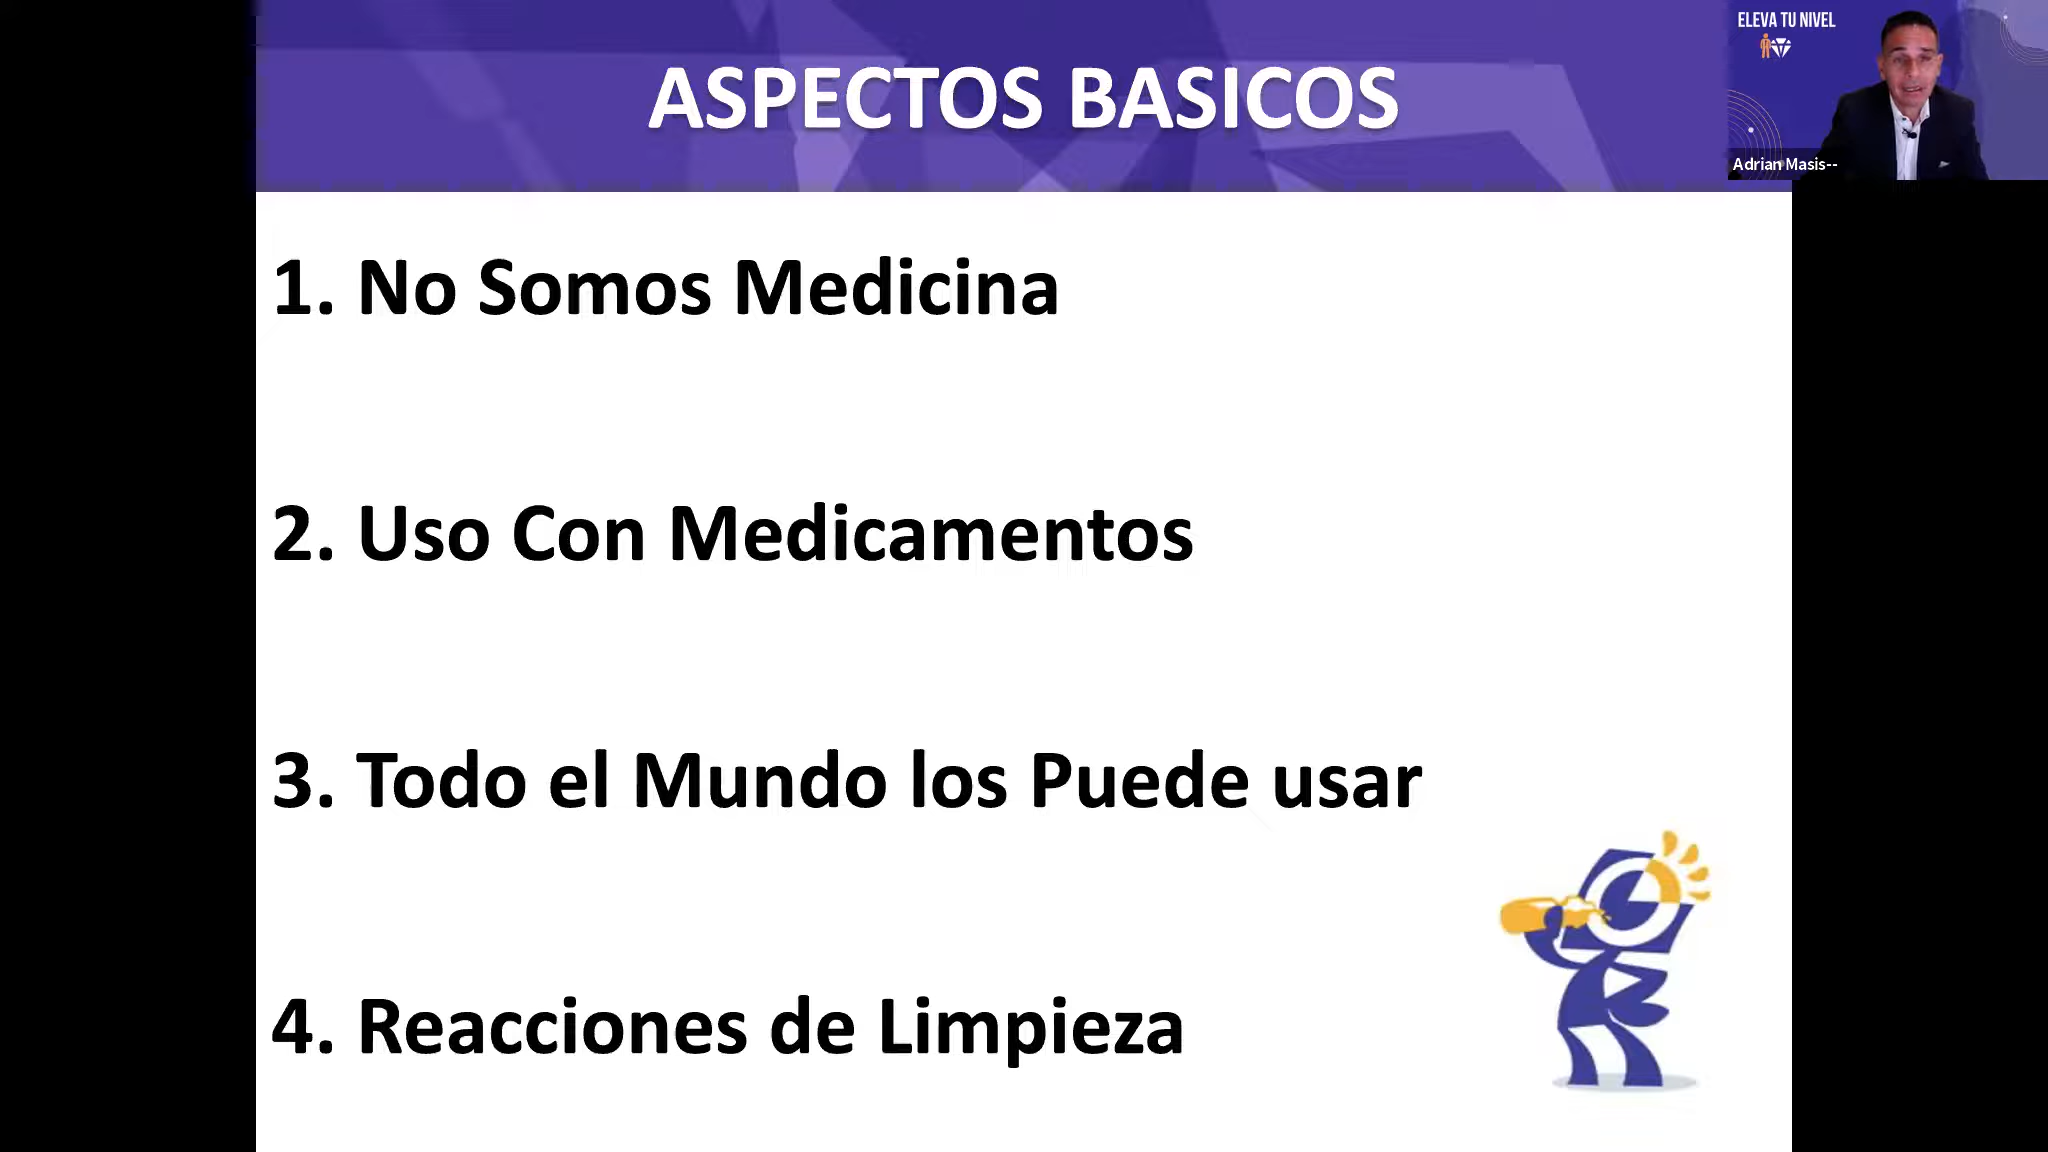 ASPECTOS BASICOS
ELEVA TU NIVEL
Adrian Masis--
1. No Somos Medicina
2. Uso Con Medicamentos
3. Todo el Mundo los Puede usar
4. Reacciones de Limpieza